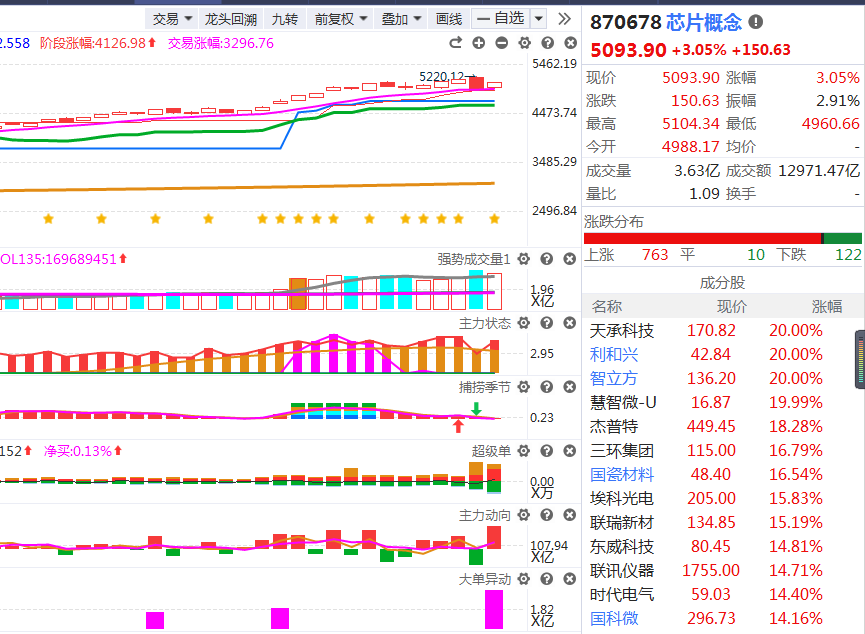 交易 龙头回溯 九转 前复权 叠加 画线 一 自选
2.558 阶段涨幅:4126.98 交易涨幅:3296.76
5462.19
5220.12
4473.74
3485.29
2496.84
OL135:169689451 强势成交量1
1.96
X亿
主力状态
2.95
捕捞季节
0.23
152 净买:0.13% 超级单
0.00
X万
主力动向
107.94
X亿
大单异动
1.82
X亿
870678 芯片概念
5093.90 +3.05% +150.63
现价 5093.90 涨幅 3.05%
涨跌 150.63 振幅 2.91%
最高 5104.34 最低 4960.66
今开 4988.17 均价 -
成交量 3.63亿 成交额 12971.47亿
量比 1.09 换手 -
涨跌分布
上涨 763 平 10 下跌 122
成分股
名称 现价 涨幅
天承科技 170.82 20.00%
利和兴 42.84 20.00%
智立方 136.20 20.00%
慧智微-U 16.87 19.99%
杰普特 449.45 18.28%
三环集团 115.00 16.79%
国瓷材料 48.40 16.54%
埃科光电 205.00 15.83%
联瑞新材 134.85 15.19%
东威科技 80.45 14.81%
联讯仪器 1755.00 14.71%
时代电气 59.03 14.40%
国科微 296.73 14.16%